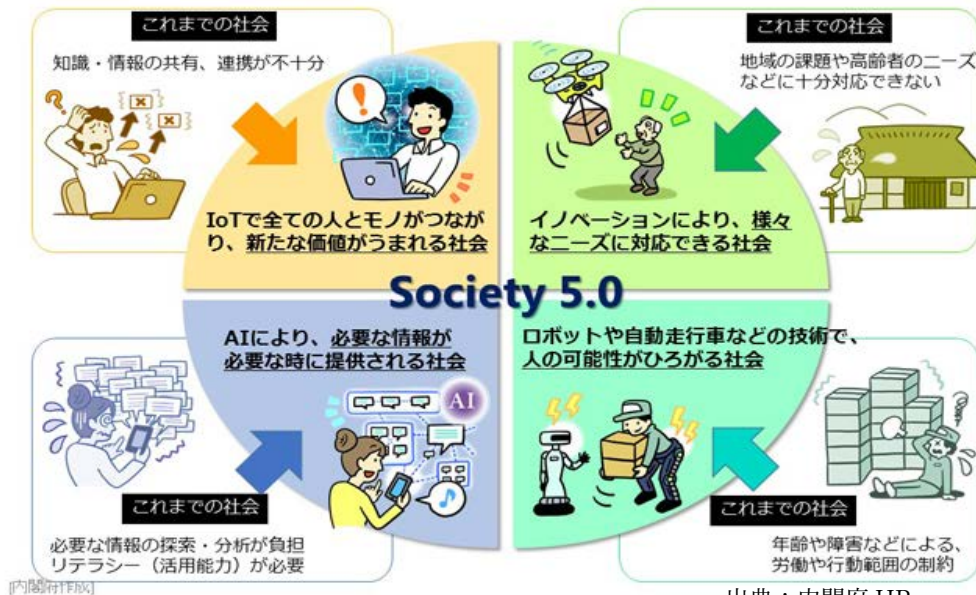 これまでの社会
知識・情報の共有、連携が不十分
IoTで全ての人とモノがつなが
り、新たな価値がうまれる社会
これまでの社会
地域の課題や高齢者のニーズ
などに十分対応できない
イノベーションにより、様々
なニーズに対応できる社会
Society 5.0
AIにより、必要な情報が
必要な時に提供される社会
AI
これまでの社会
必要な情報の探索・分析が負担
リテラシー（活用能力）が必要
ロボットや自動走行車などの技術で、
人の可能性がひろがる社会
これまでの社会
年齢や障害などによる、
労働や行動範囲の制約
[内閣府作成]